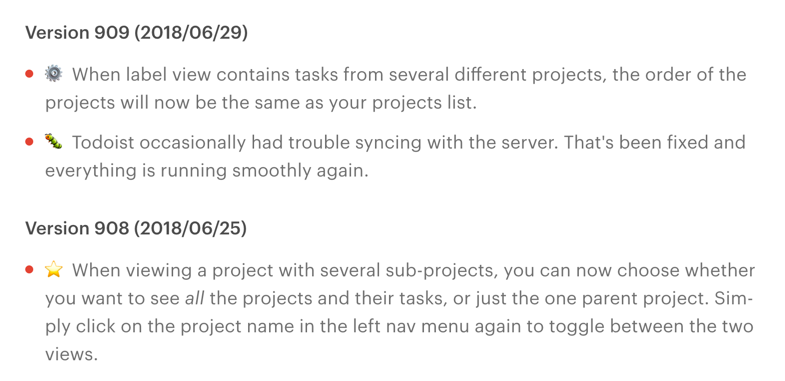 Version 909 (2018/06/29)
When label view contains tasks from several different projects, the order of the
projects will now be the same as your projects list.
Todoist occasionally had trouble syncing with the server. That's been fixed and
everything is running smoothly again.
Version 908 (2018/06/25)
When viewing a project with several sub-projects, you can now choose whether
you want to see all the projects and their tasks, or just the one parent project. Sim-
ply click on the project name in the left nav menu again to toggle between the two
views.